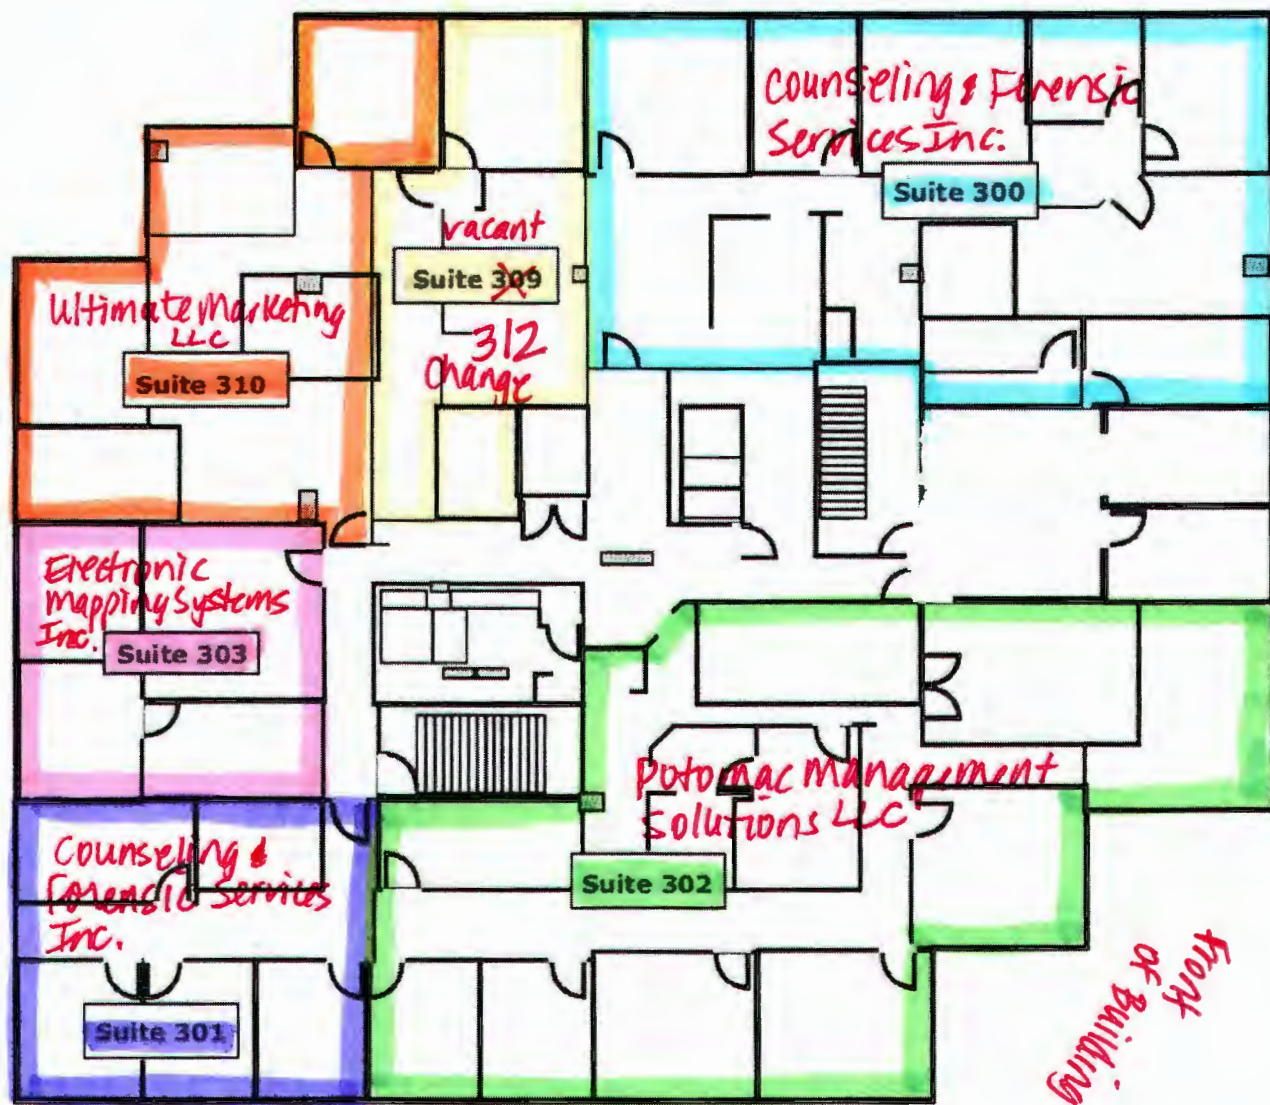 Counseling & Forensic
Services Inc.
Suite 300
vacant
Suite 309
312
Change
Ultimate Marketing
LLC
Suite 310
Electronic
Mapping Systems
Inc.
Suite 303
Potomac Management
Solutions LLC
Suite 302
Counseling &
Forensic Services
Inc.
Suite 301
Front
of Building